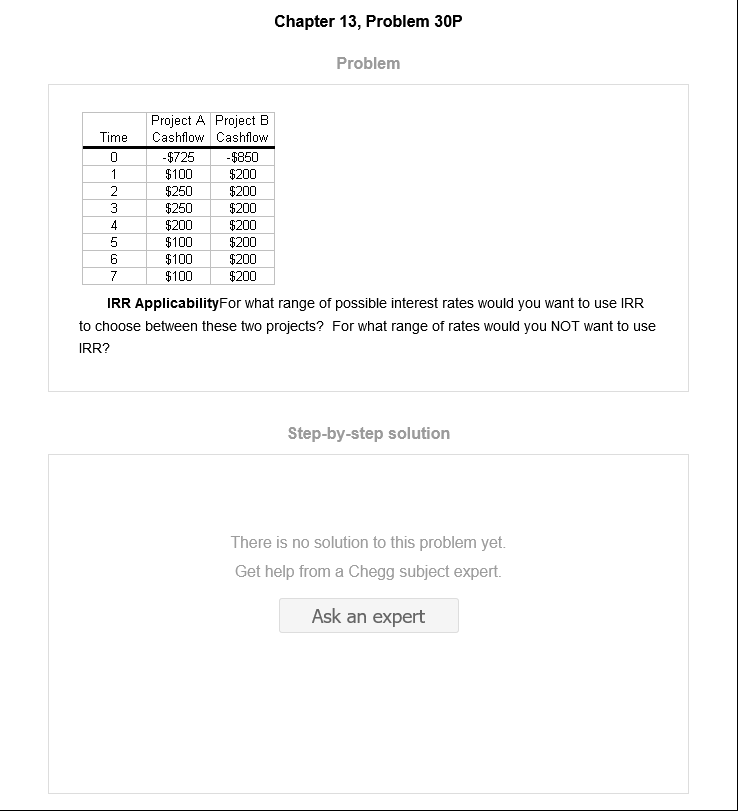 Chapter 13, Problem 30P
Problem
Project A Project B
Time Cashflow Cashflow
0 -$725 -$850
1 $100 $200
2 $250 $200
3 $250 $200
4 $200 $200
5 $100 $200
6 $100 $200
7 $100 $200
IRR ApplicabilityFor what range of possible interest rates would you want to use IRR
to choose between these two projects? For what range of rates would you NOT want to use
IRR?
Step-by-step solution
There is no solution to this problem yet.
Get help from a Chegg subject expert.
Ask an expert